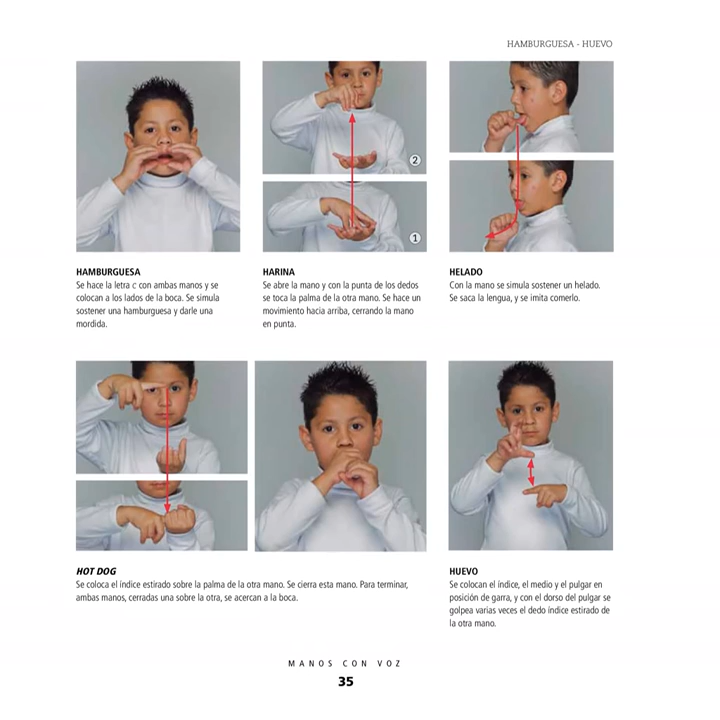 HAMBURGUESA - HUEVO
2
1
HAMBURGUESA
Se hace la letra c con ambas manos y se
colocan a los lados de la boca. Se simula
sostener una hamburguesa y darle una
mordida.
HARINA
Se abre la mano y con la punta de los dedos
se toca la palma de la otra mano. Se hace un
movimiento hacia arriba, cerrando la mano
en punta.
HELADO
Con la mano se simula sostener un helado.
Se saca la lengua, y se imita comerlo.
HOT DOG
Se coloca el índice estirado sobre la palma de la otra mano. Se cierra esta mano. Para terminar,
ambas manos, cerradas una sobre la otra, se acercan a la boca.
HUEVO
Se colocan el índice, el medio y el pulgar en
posición de garra, y con el dorso del pulgar se
golpea varias veces el dedo índice estirado de
la otra mano.
MANOS CON VOZ
35